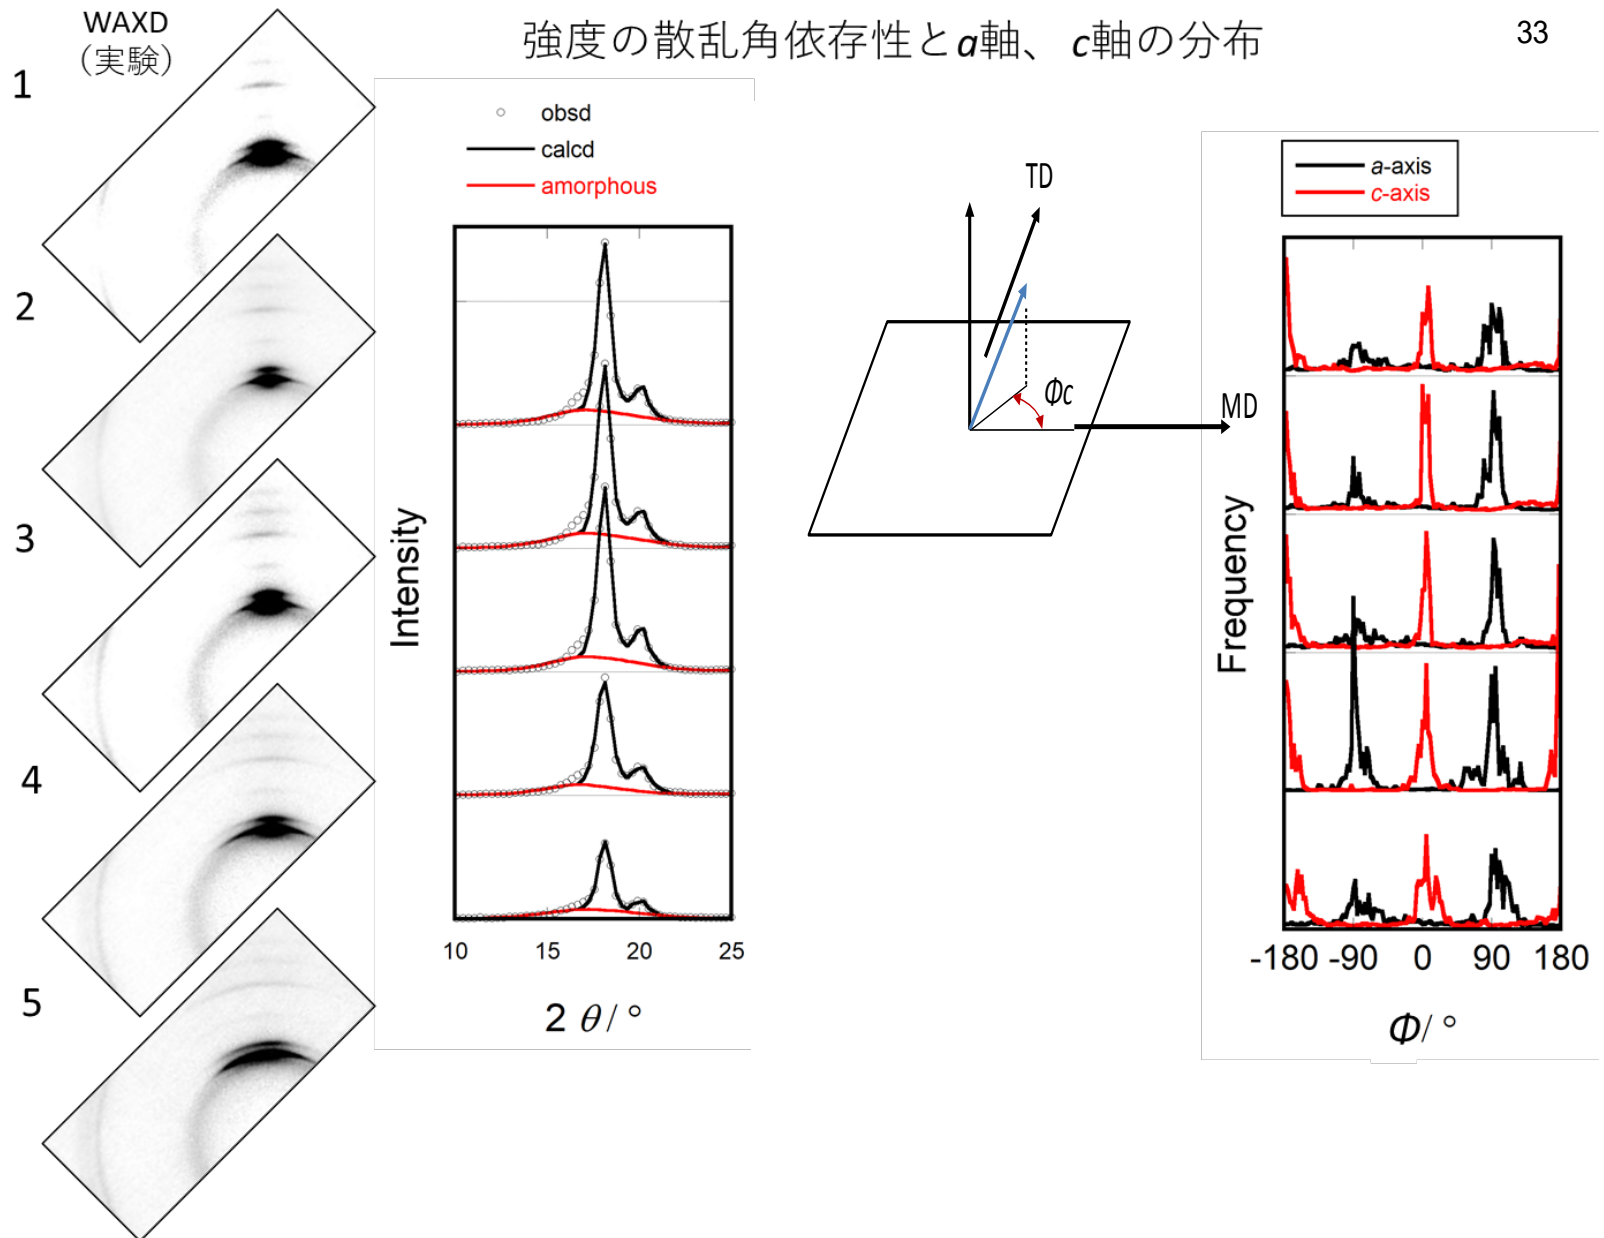 WAXD
（実験）
強度の散乱角依存性とa軸、c軸の分布
33
1
2
3
4
5
obsd
calcd
amorphous
Intensity
10 15 20 25
2 θ/ °
TD
Φc
MD
a-axis
c-axis
Frequency
-180 -90 0 90 180
Φ/ °